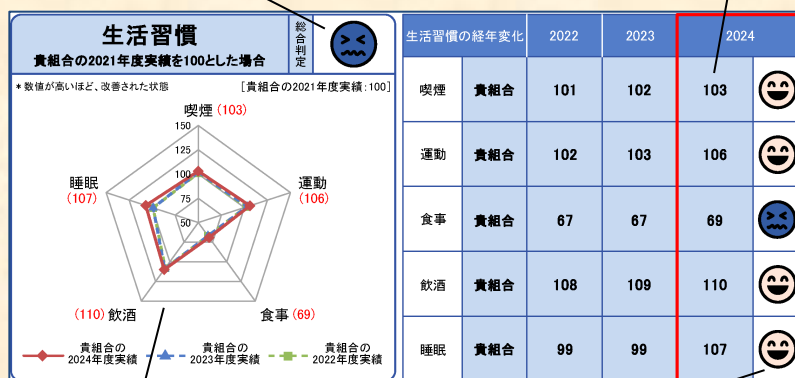 生活習慣
貴組合の2021年度実績を100とした場合
総合判定
*数値が高いほど、改善された状態
[貴組合の2021年度実績:100]
喫煙(103)
150
125
100
75
50
睡眠
(107)
運動
(106)
(110)飲酒
食事(69)
貴組合の
2024年度実績
貴組合の
2023年度実績
貴組合の
2022年度実績
生活習慣の経年変化 2022 2023 2024
喫煙 貴組合 101 102 103
運動 貴組合 102 103 106
食事 貴組合 67 67 69
飲酒 貴組合 108 109 110
睡眠 貴組合 99 99 107